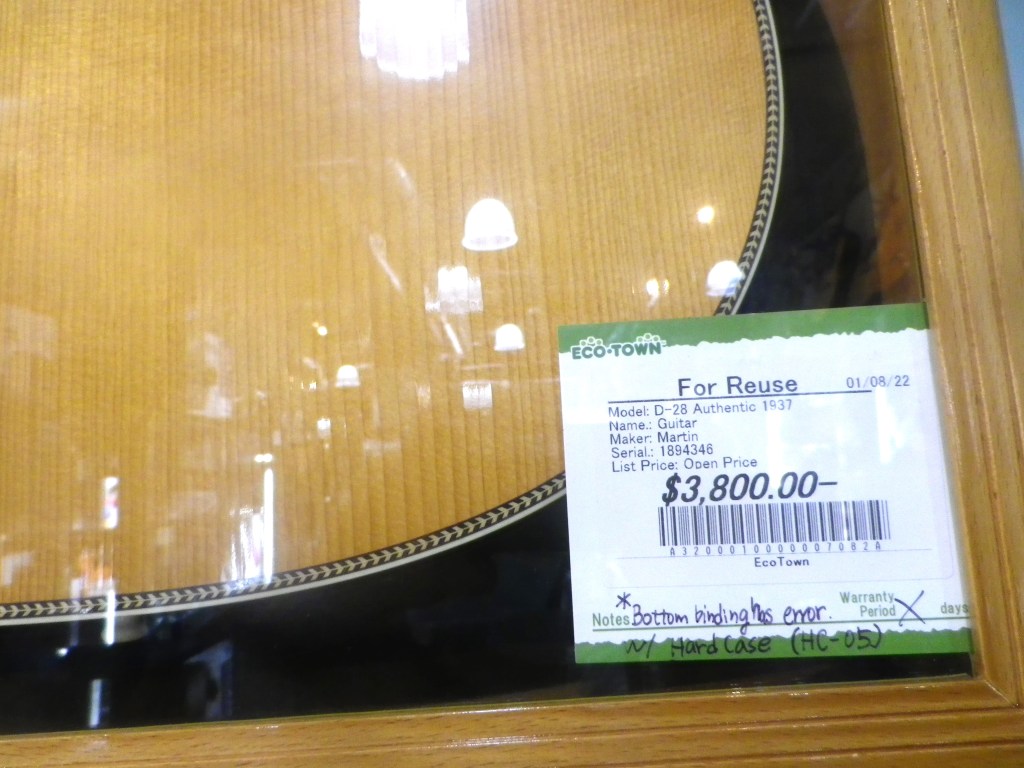 ECO-TOWN
For Reuse 01/08/22
Model: D-28 Authentic 1937
Name.: Guitar
Maker: Martin
Serial.: 1894346
List Price: Open Price
$3,800.00-
A3200010000007082A
EcoTown
Notes *Bottom binding has error. Warranty Period X days
w/ Hard Case (HC-05)